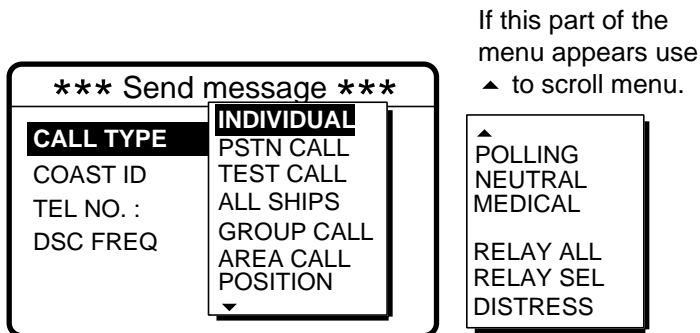 If this part of the
menu appears use
▲ to scroll menu.
*** Send message ***
CALL TYPE
COAST ID
TEL NO. :
DSC FREQ
INDIVIDUAL
PSTN CALL
TEST CALL
ALL SHIPS
GROUP CALL
AREA CALL
POSITION
▼
▲
POLLING
NEUTRAL
MEDICAL
RELAY ALL
RELAY SEL
DISTRESS